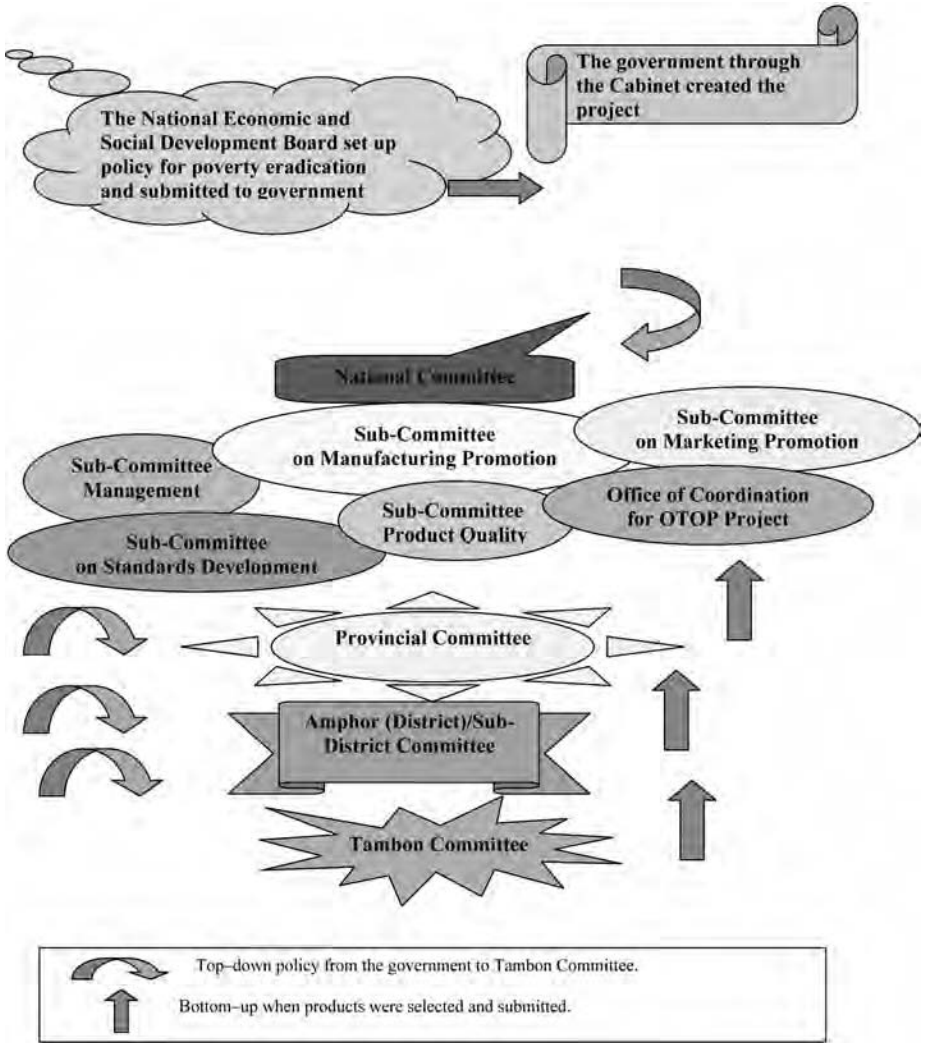 The National Economic and
Social Development Board set up
policy for poverty eradication
and submitted to government
The government through
the Cabinet created the
project
National Committee
Sub-Committee
on Manufacturing Promotion
Sub-Committee
on Marketing Promotion
Sub-Committee
Management
Sub-Committee
Product Quality
Office of Coordination
for OTOP Project
Sub-Committee
on Standards Development
Provincial Committee
Amphor (District)/Sub-
District Committee
Tambon Committee
Top–down policy from the government to Tambon Committee.
Bottom–up when products were selected and submitted.